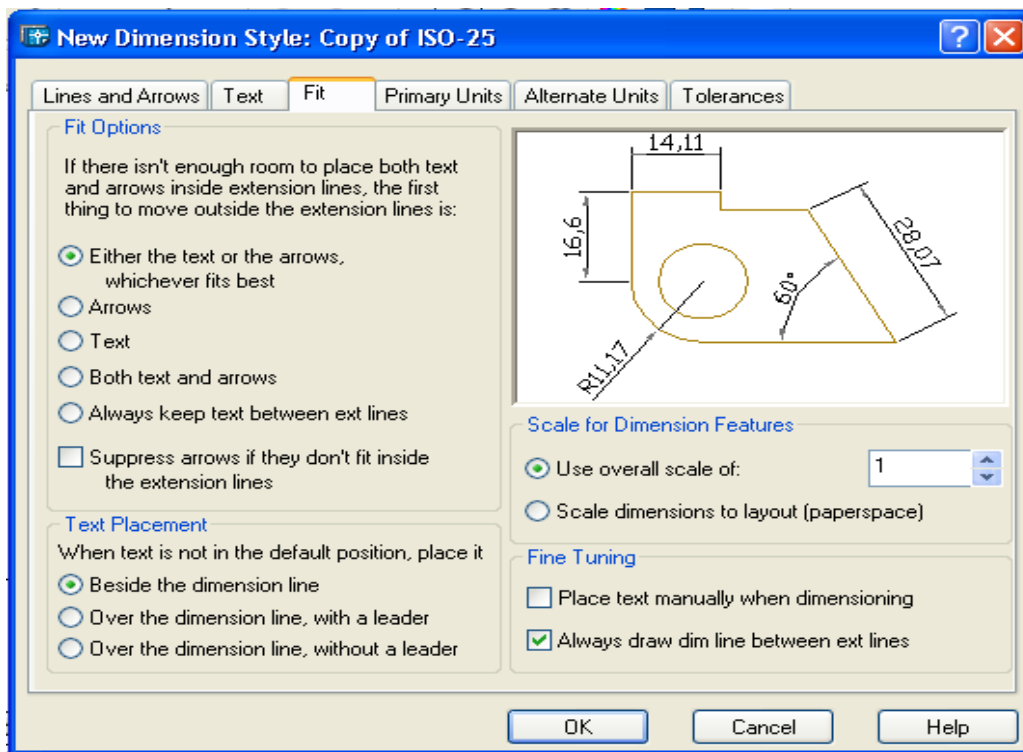 New Dimension Style: Copy of ISO-25
Lines and Arrows Text Fit Primary Units Alternate Units Tolerances
Fit Options
If there isn't enough room to place both text
and arrows inside extension lines, the first
thing to move outside the extension lines is:
Either the text or the arrows,
whichever fits best
Arrows
Text
Both text and arrows
Always keep text between ext lines
Suppress arrows if they don't fit inside
the extension lines
Text Placement
When text is not in the default position, place it
Beside the dimension line
Over the dimension line, with a leader
Over the dimension line, without a leader
14,11
16,6
28,07
60°
R11,17
Scale for Dimension Features
Use overall scale of: 1
Scale dimensions to layout (paperspace)
Fine Tuning
Place text manually when dimensioning
Always draw dim line between ext lines
OK Cancel Help